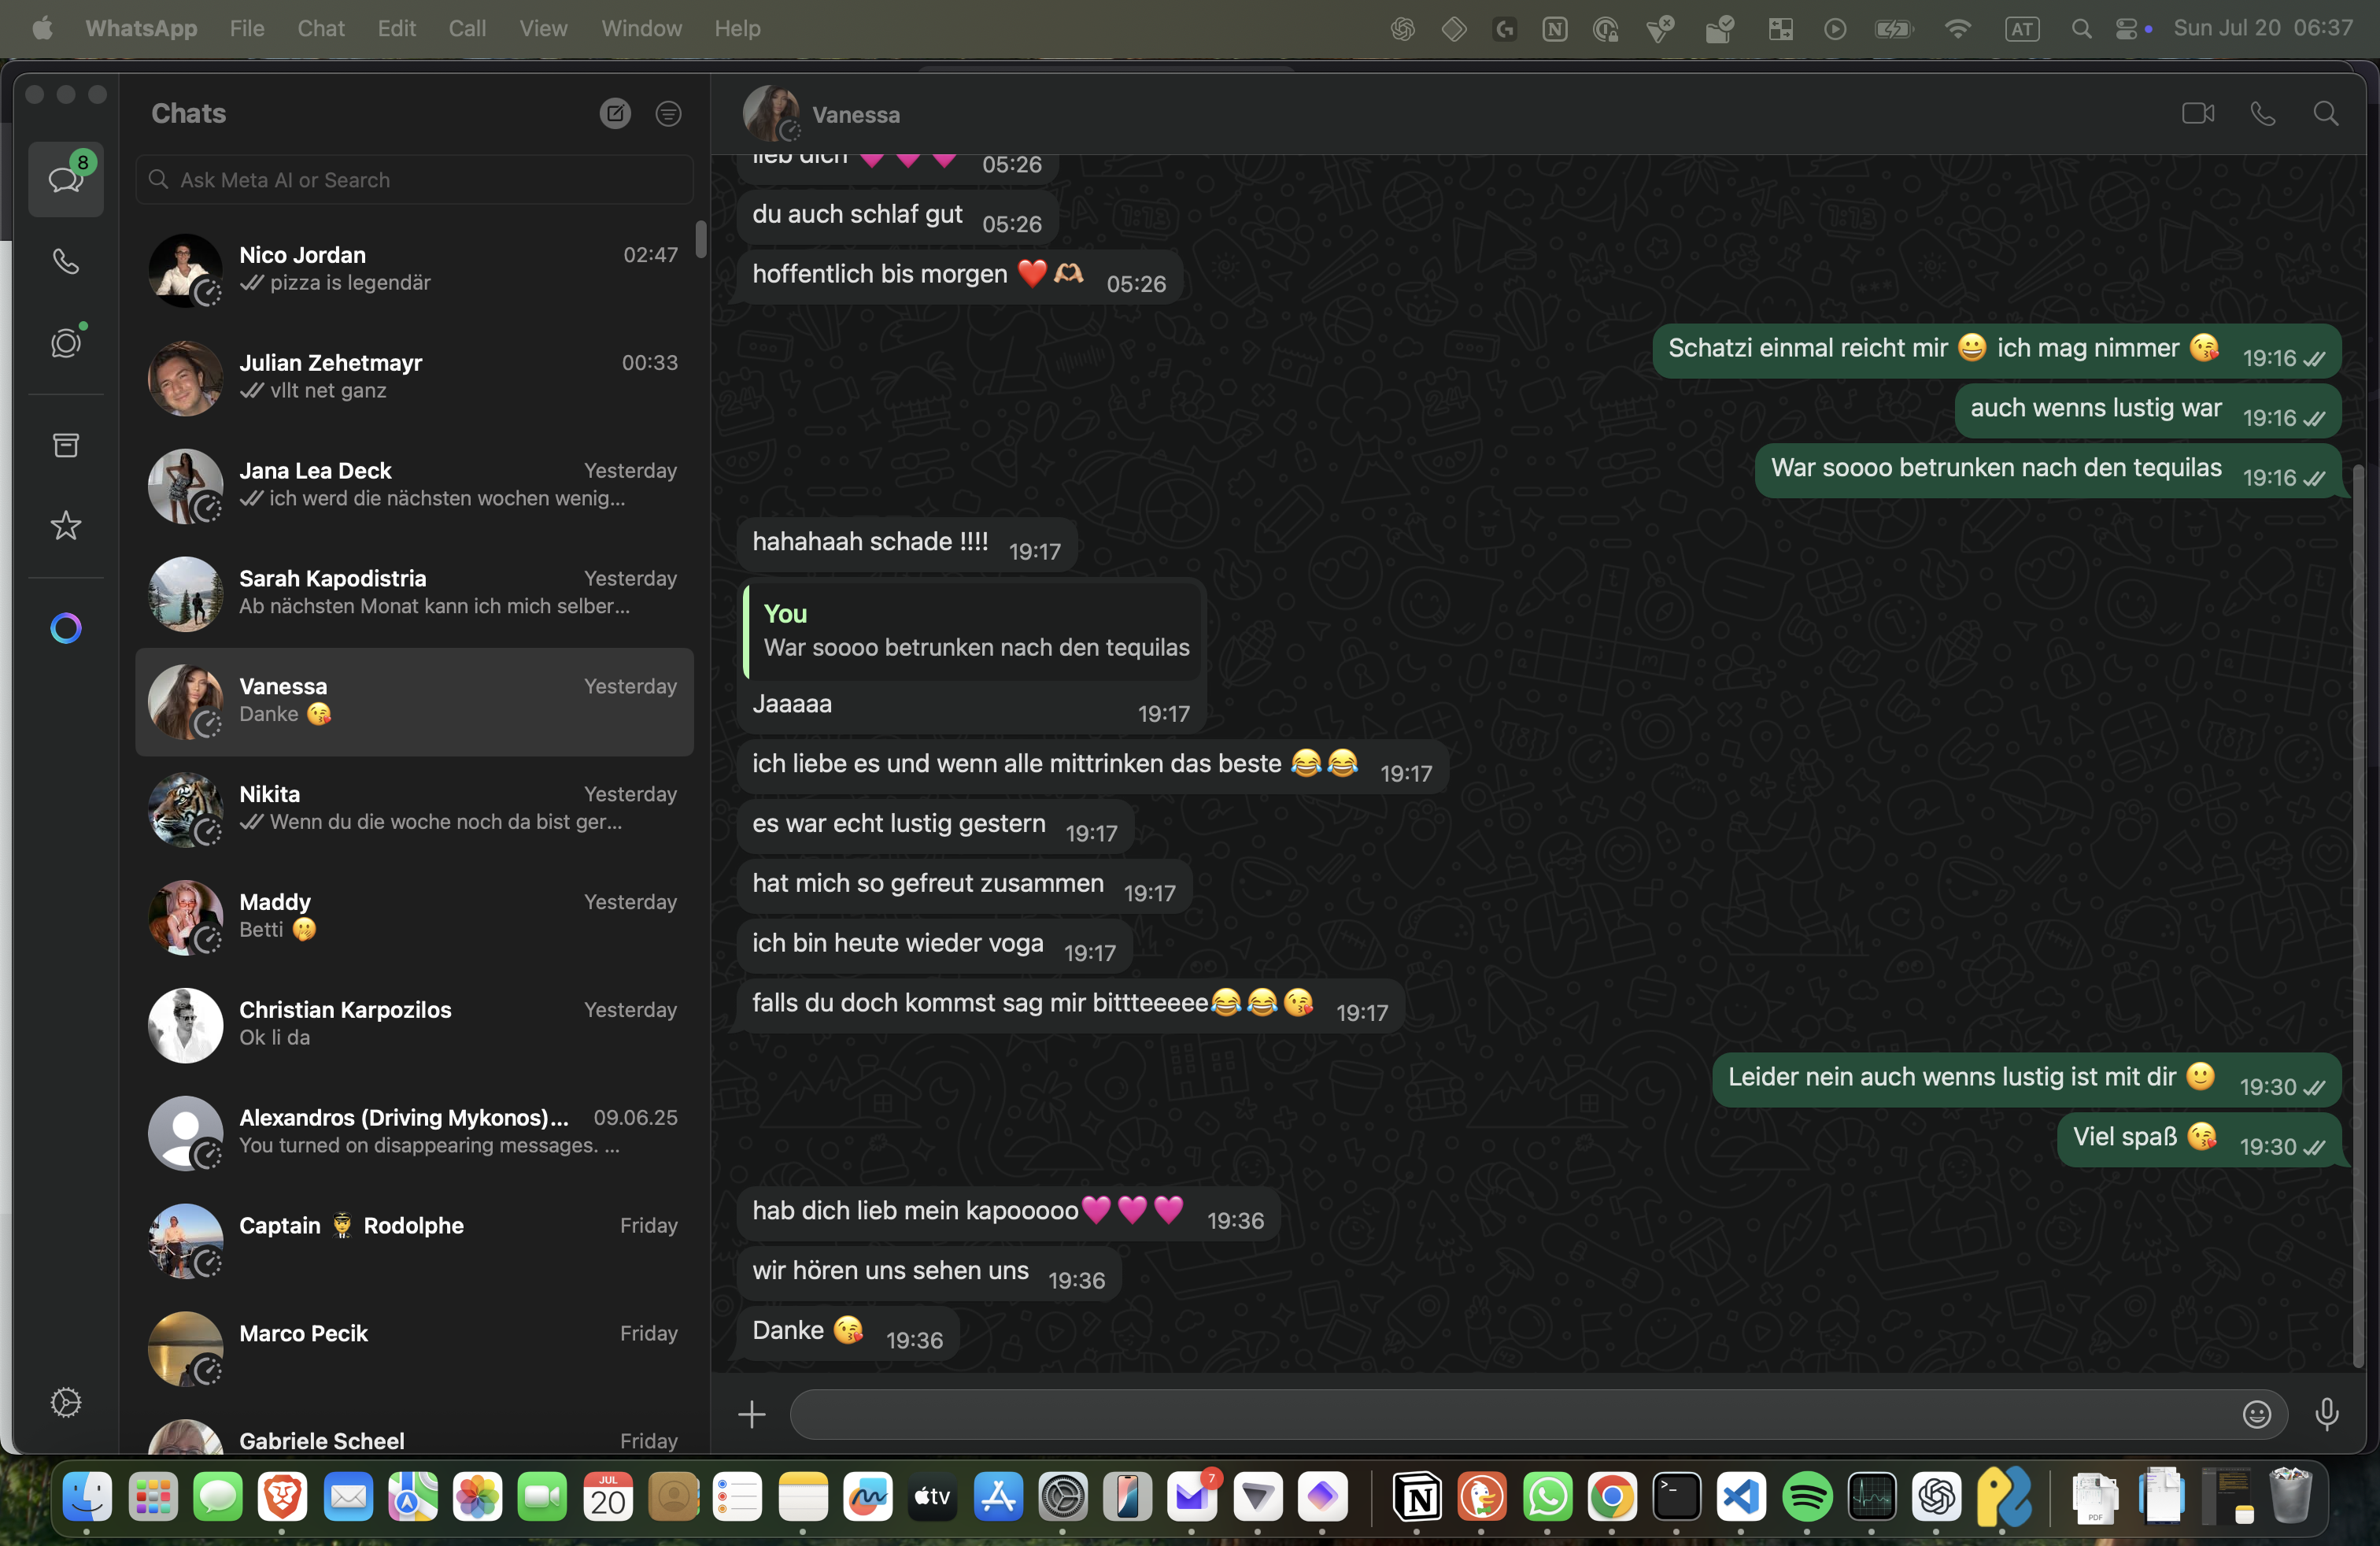 WhatsApp File Chat Edit Call View Window Help
AT Sun Jul 20 06:37
8
Chats
Ask Meta AI or Search
Nico Jordan 02:47
pizza is legendär
Julian Zehetmayr 00:33
vllt net ganz
Jana Lea Deck Yesterday
ich werd die nächsten wochen wenig...
Sarah Kapodistria Yesterday
Ab nächsten Monat kann ich mich selber...
Vanessa Yesterday
Danke 😘
Nikita Yesterday
Wenn du die woche noch da bist ger...
Maddy Yesterday
Betti 🤭
Christian Karpozilos Yesterday
Ok li da
Alexandros (Driving Mykonos)... 09.06.25
You turned on disappearing messages. ...
Captain 👨‍✈️ Rodolphe Friday
Marco Pecik Friday
Gabriele Scheel Friday
Vanessa
lieb dich 🩷🩷🩷 05:26
du auch schlaf gut 05:26
hoffentlich bis morgen ❤️🫶🏼 05:26
Schatzi einmal reicht mir 😀 ich mag nimmer 😘 19:16
auch wenns lustig war 19:16
War soooo betrunken nach den tequilas 19:16
hahahaah schade !!!! 19:17
You
War soooo betrunken nach den tequilas
Jaaaaa 19:17
ich liebe es und wenn alle mittrinken das beste 😂😂 19:17
es war echt lustig gestern 19:17
hat mich so gefreut zusammen 19:17
ich bin heute wieder voga 19:17
falls du doch kommst sag mir bittteeeee😂😂😘 19:17
Leider nein auch wenns lustig ist mit dir 🙂 19:30
Viel spaß 😘 19:30
hab dich lieb mein kapooooo🩷🩷🩷 19:36
wir hören uns sehen uns 19:36
Danke 😘 19:36
JUL
20
tv
7
PDF